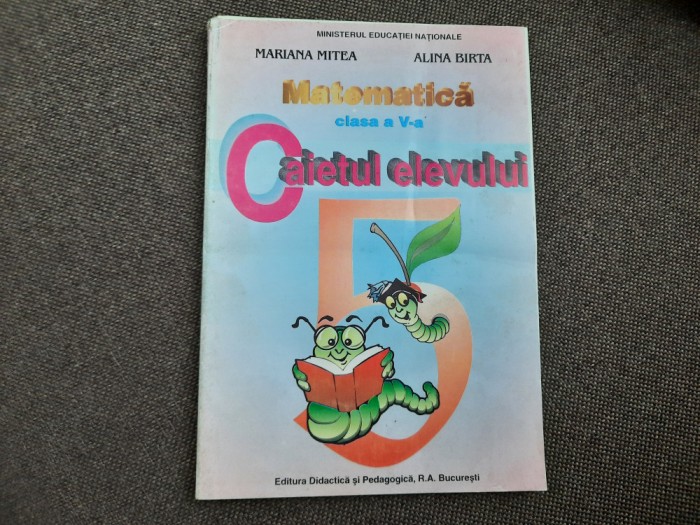 MINISTERUL EDUCAȚIEI NAȚIONALE
MARIANA MITEA ALINA BIRTA
Matematică
clasa a V-a
Caietul elevului
5
Editura Didactică și Pedagogică, R.A. București